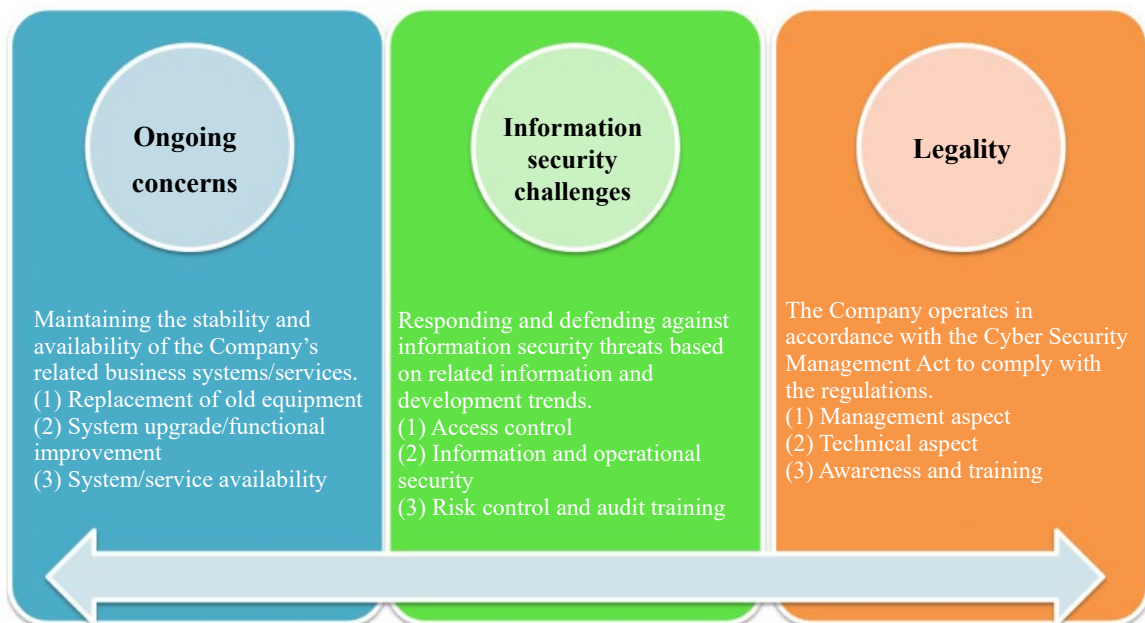 Ongoing
concerns
Maintaining the stability and
availability of the Company’s
related business systems/services.
(1) Replacement of old equipment
(2) System upgrade/functional
improvement
(3) System/service availability
Information
security
challenges
Responding and defending against
information security threats based
on related information and
development trends.
(1) Access control
(2) Information and operational
security
(3) Risk control and audit training
Legality
The Company operates in
accordance with the Cyber Security
Management Act to comply with
the regulations.
(1) Management aspect
(2) Technical aspect
(3) Awareness and training